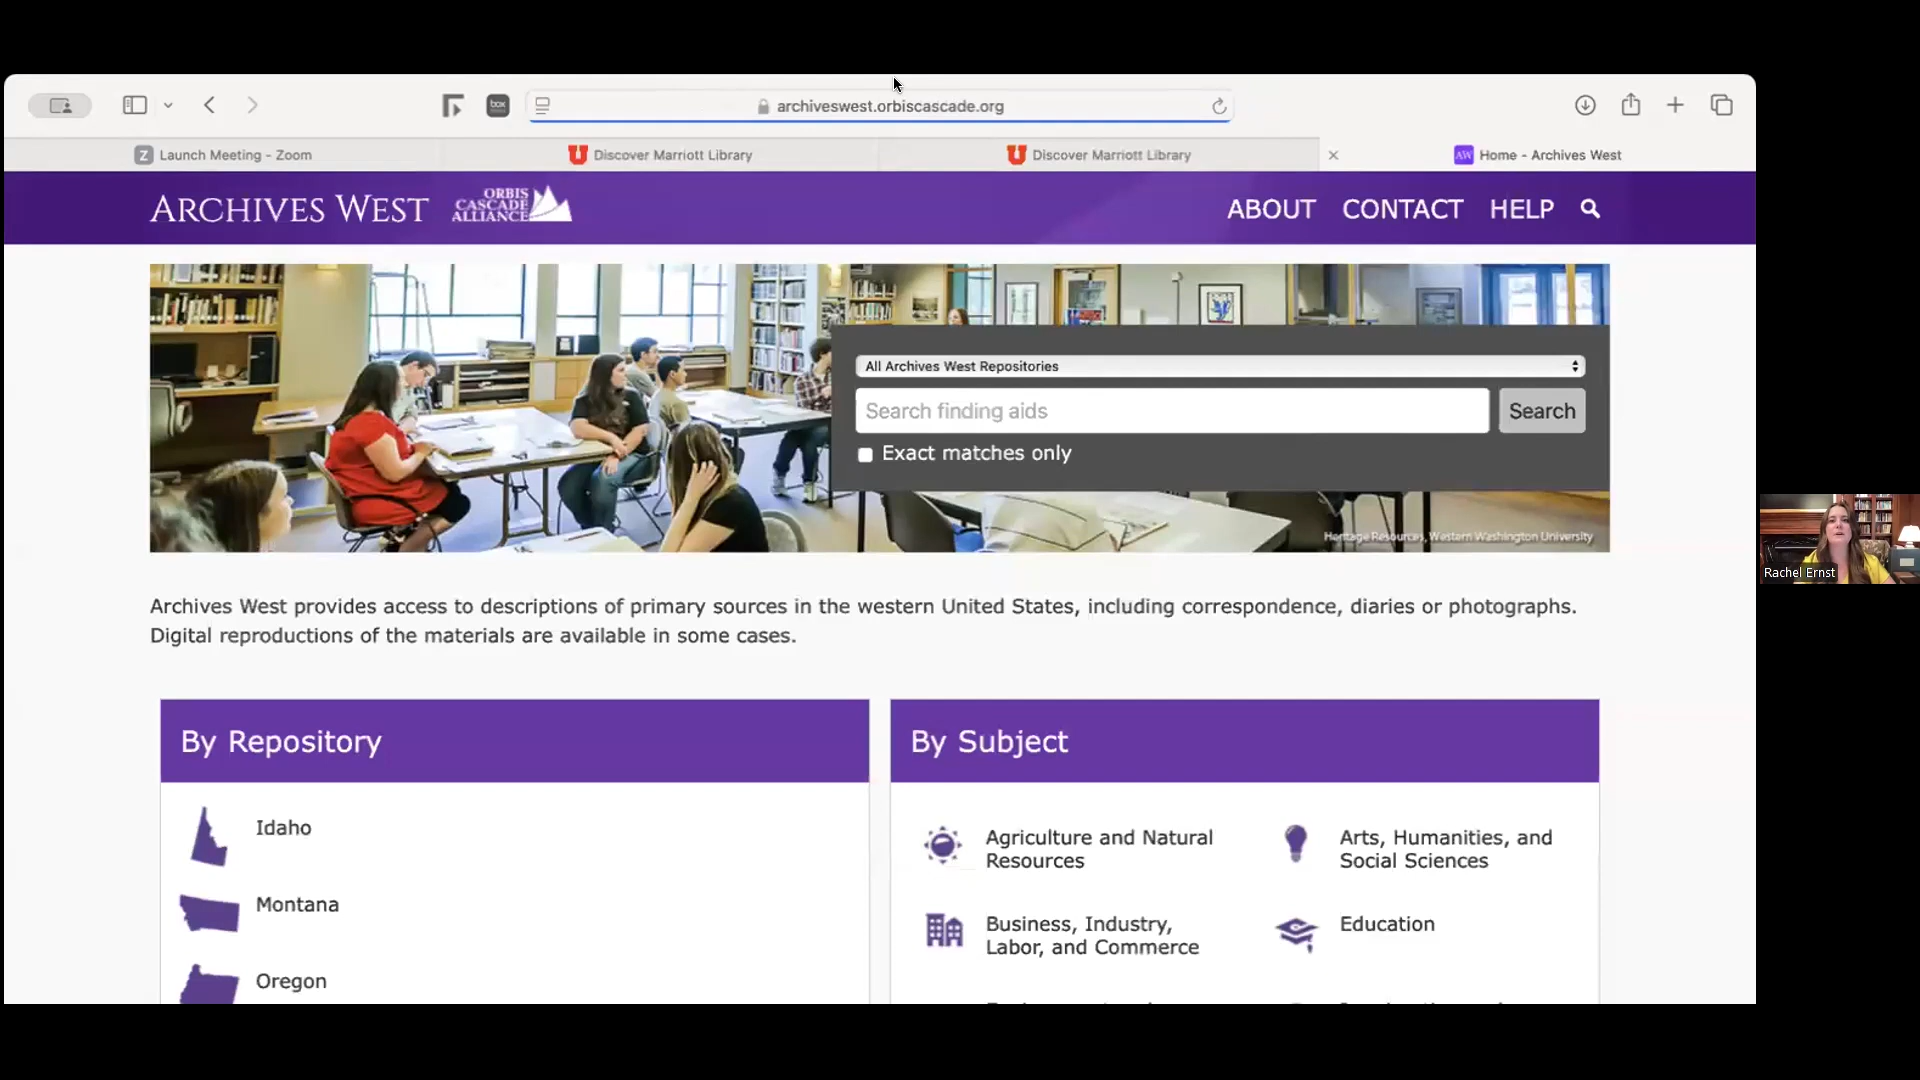 box
archiveswest.orbiscascade.org
Z Launch Meeting - Zoom
Discover Marriott Library
Discover Marriott Library
AW Home - Archives West
ARCHIVES WEST
ORBIS
CASCADE
ALLIANCE
ABOUT
CONTACT
HELP
All Archives West Repositories
Search finding aids
Search
Exact matches only
Heritage Resources, Western Washington University
Rachel Ernst
Archives West provides access to descriptions of primary sources in the western United States, including correspondence, diaries or photographs.
Digital reproductions of the materials are available in some cases.
By Repository
Idaho
Montana
Oregon
By Subject
Agriculture and Natural
Resources
Arts, Humanities, and
Social Sciences
Business, Industry,
Labor, and Commerce
Education